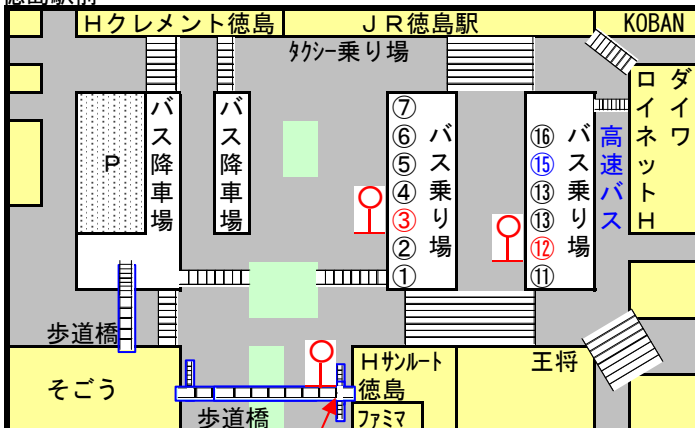 徳島駅前
Hクレメント徳島
JR徳島駅
KOBAN
タクシー乗り場
P
バス降車場
バス降車場
⑦
⑥
⑤
④
③
②
①
バス乗り場
⑯
⑮
⑬
⑬
⑫
⑪
バス乗り場
高速バス
ダイワ
ロイネットH
歩道橋
そごう
歩道橋
Hサンルート
徳島
ファミマ
王将